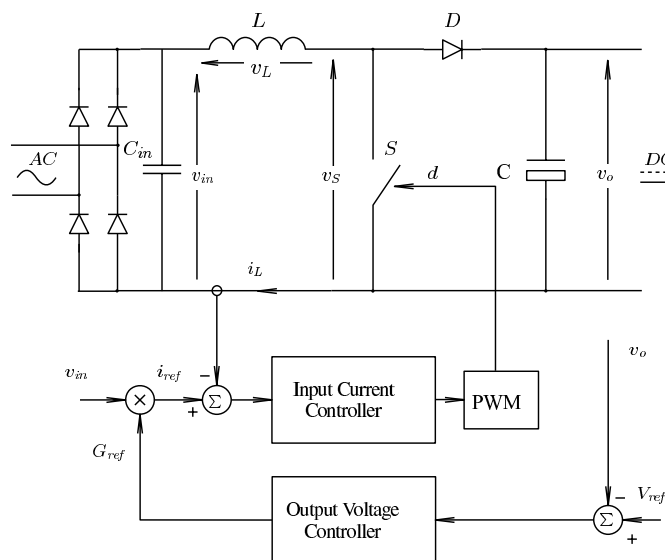 L
D
v_L
AC
C_in
v_in
v_S
S
d
C
v_o
DC
i_L
v_in
i_ref
−
+
Σ
×
Input Current
Controller
PWM
v_o
G_ref
Output Voltage
Controller
−
Σ
+
V_ref